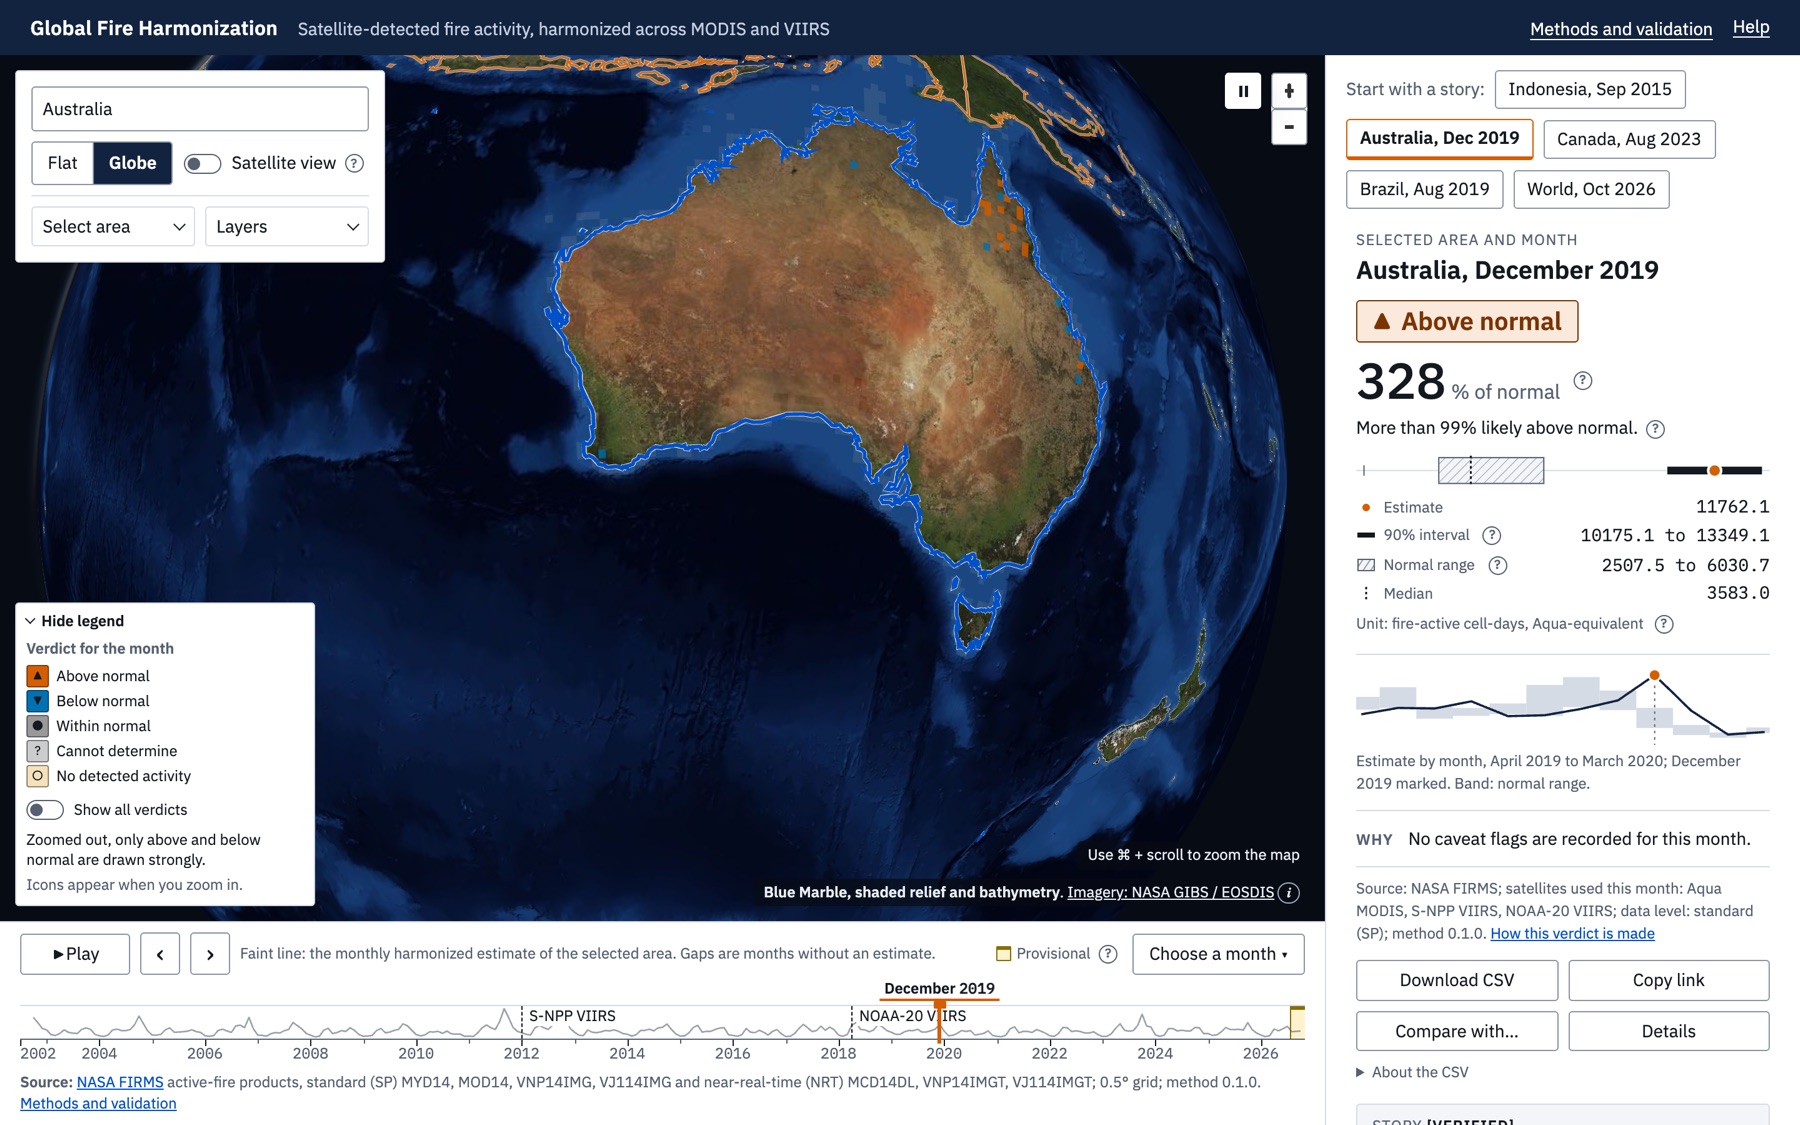 Global Fire Harmonization
Satellite-detected fire activity, harmonized across MODIS and VIIRS
Methods and validation
Help
Australia
Flat
Globe
Satellite view ?
Select area
Layers
+
-
Hide legend
Verdict for the month
Above normal
Below normal
Within normal
? Cannot determine
No detected activity
Show all verdicts
Zoomed out, only above and below
normal are drawn strongly.
Icons appear when you zoom in.
Use ⌘ + scroll to zoom the map
Blue Marble, shaded relief and bathymetry. Imagery: NASA GIBS / EOSDIS i
Play
‹
›
Faint line: the monthly harmonized estimate of the selected area. Gaps are months without an estimate.
Provisional ?
Choose a month
December 2019
S-NPP VIIRS
NOAA-20 VIIRS
2002 2004 2006 2008 2010 2012 2014 2016 2018 2020 2022 2024 2026
Source: NASA FIRMS active-fire products, standard (SP) MYD14, MOD14, VNP14IMG, VJ114IMG and near-real-time (NRT) MCD14DL, VNP14IMGT, VJ114IMGT; 0.5° grid; method 0.1.0.
Methods and validation
Start with a story:
Indonesia, Sep 2015
Australia, Dec 2019
Canada, Aug 2023
Brazil, Aug 2019
World, Oct 2026
SELECTED AREA AND MONTH
Australia, December 2019
Above normal
328 % of normal ?
More than 99% likely above normal. ?
Estimate 11762.1
90% interval ? 10175.1 to 13349.1
Normal range ? 2507.5 to 6030.7
Median 3583.0
Unit: fire-active cell-days, Aqua-equivalent ?
Estimate by month, April 2019 to March 2020; December
2019 marked. Band: normal range.
WHY No caveat flags are recorded for this month.
Source: NASA FIRMS; satellites used this month: Aqua
MODIS, S-NPP VIIRS, NOAA-20 VIIRS; data level: standard
(SP); method 0.1.0. How this verdict is made
Download CSV
Copy link
Compare with...
Details
About the CSV
STORY [VERIFIED]